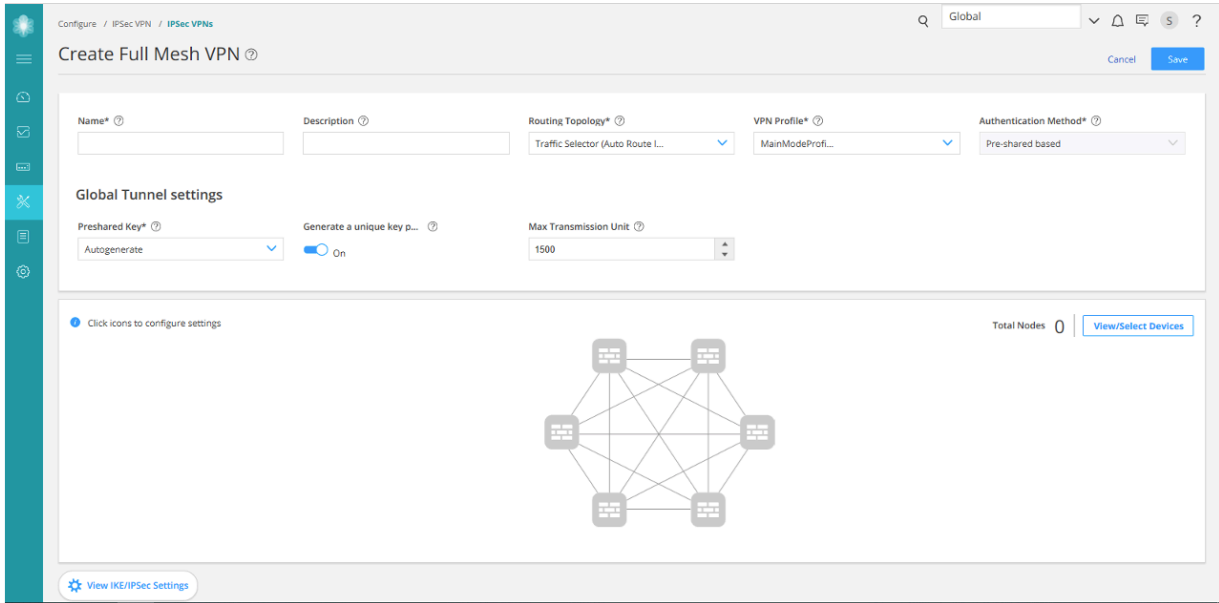 Configure / IPSec VPN / IPSec VPNs
Global
S ?
Create Full Mesh VPN ?
Cancel
Save
Name* ?
Description ?
Routing Topology* ?
VPN Profile* ?
Authentication Method* ?
Traffic Selector (Auto Route I...
MainModeProfi...
Pre-shared based
Global Tunnel settings
Preshared Key* ?
Generate a unique key p... ?
Max Transmission Unit ?
Autogenerate
On
1500
Click icons to configure settings
Total Nodes 0
View/Select Devices
View IKE/IPSec Settings